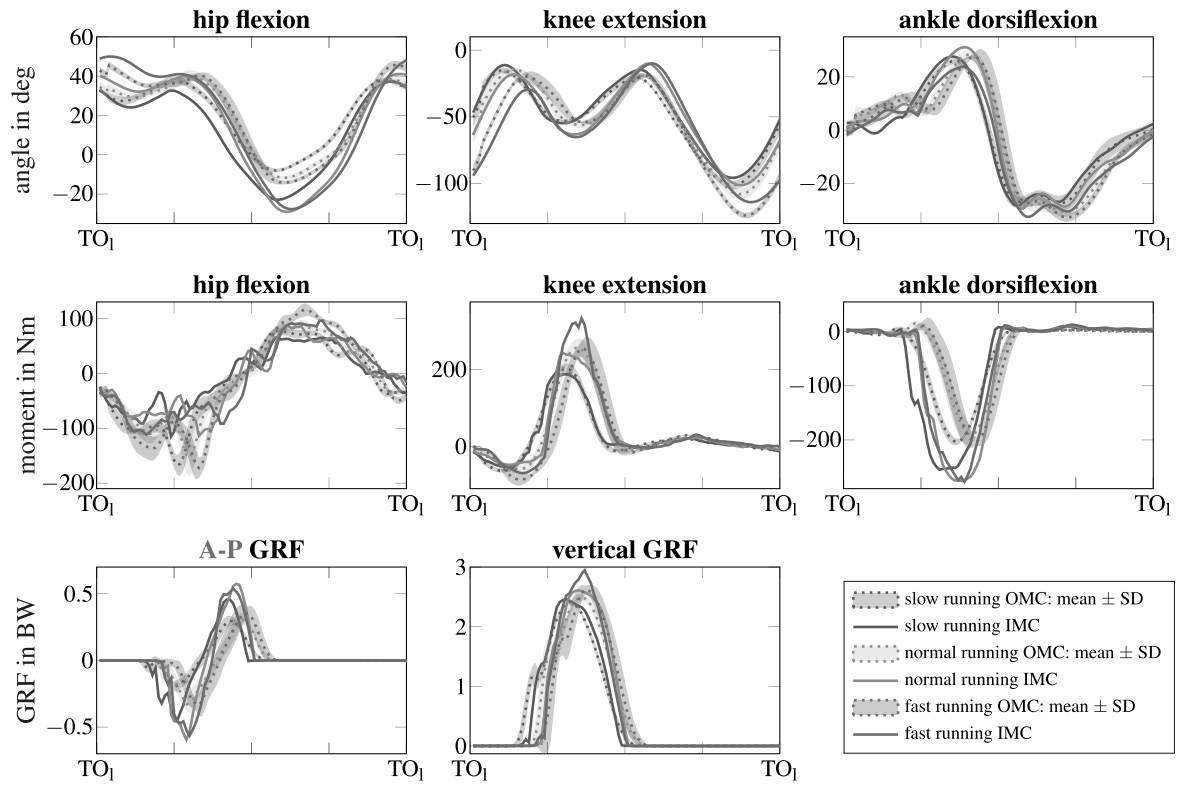 hip flexion
knee extension
ankle dorsiflexion
angle in deg
60
40
20
0
−20
0
−50
−100
20
0
−20
TOl
TOl
TOl
TOl
TOl
TOl
hip flexion
knee extension
ankle dorsiflexion
moment in Nm
100
0
−100
−200
200
0
0
−100
−200
TOl
TOl
TOl
TOl
TOl
TOl
A-P GRF
vertical GRF
GRF in BW
0.5
0
−0.5
3
2
1
0
TOl
TOl
TOl
TOl
slow running OMC: mean ± SD
slow running IMC
normal running OMC: mean ± SD
normal running IMC
fast running OMC: mean ± SD
fast running IMC